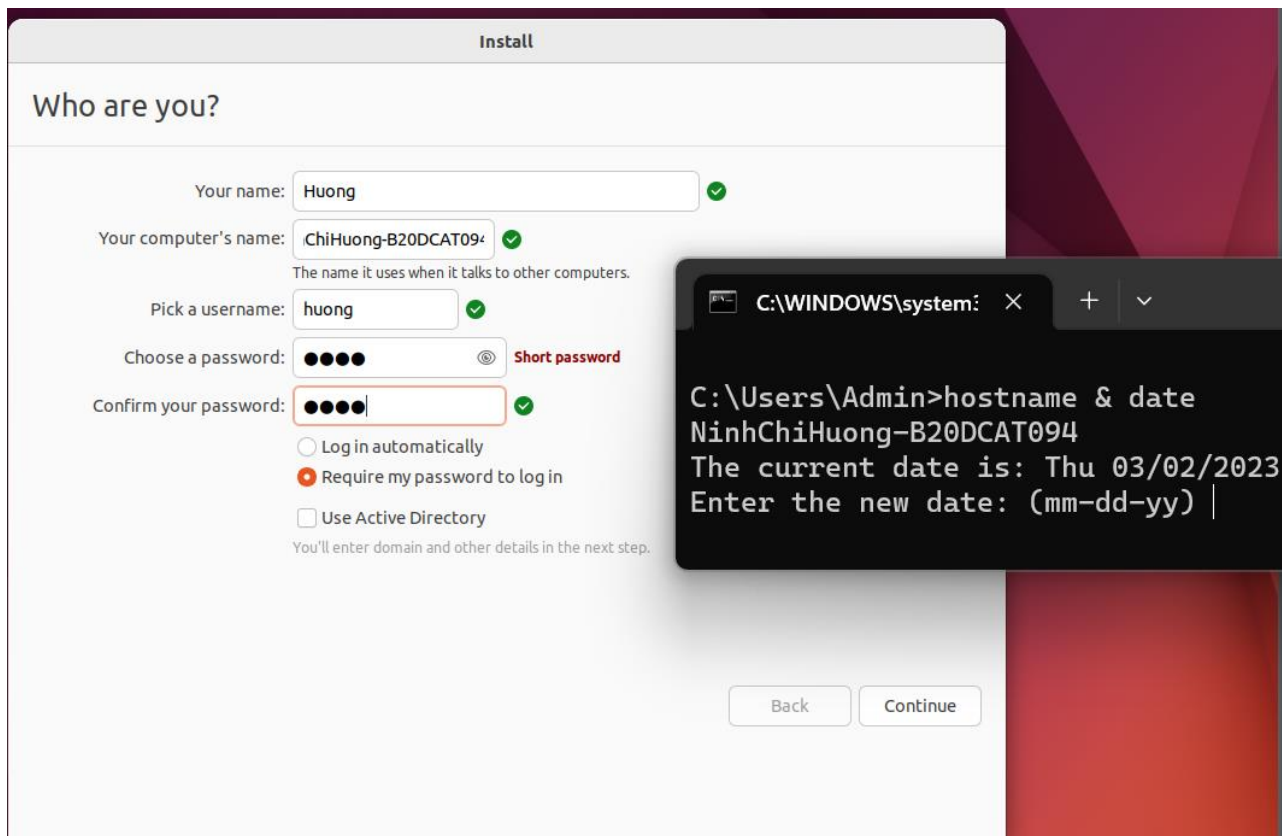 Install
Who are you?
Your name: Huong
Your computer's name: ChiHuong-B20DCAT094
The name it uses when it talks to other computers.
Pick a username: huong
Choose a password: ●●●● Short password
Confirm your password: ●●●●
Log in automatically
Require my password to log in
Use Active Directory
You'll enter domain and other details in the next step.
Back Continue
C:\WINDOWS\system3
C:\Users\Admin>hostname & date
NinhChiHuong-B20DCAT094
The current date is: Thu 03/02/2023
Enter the new date: (mm-dd-yy)